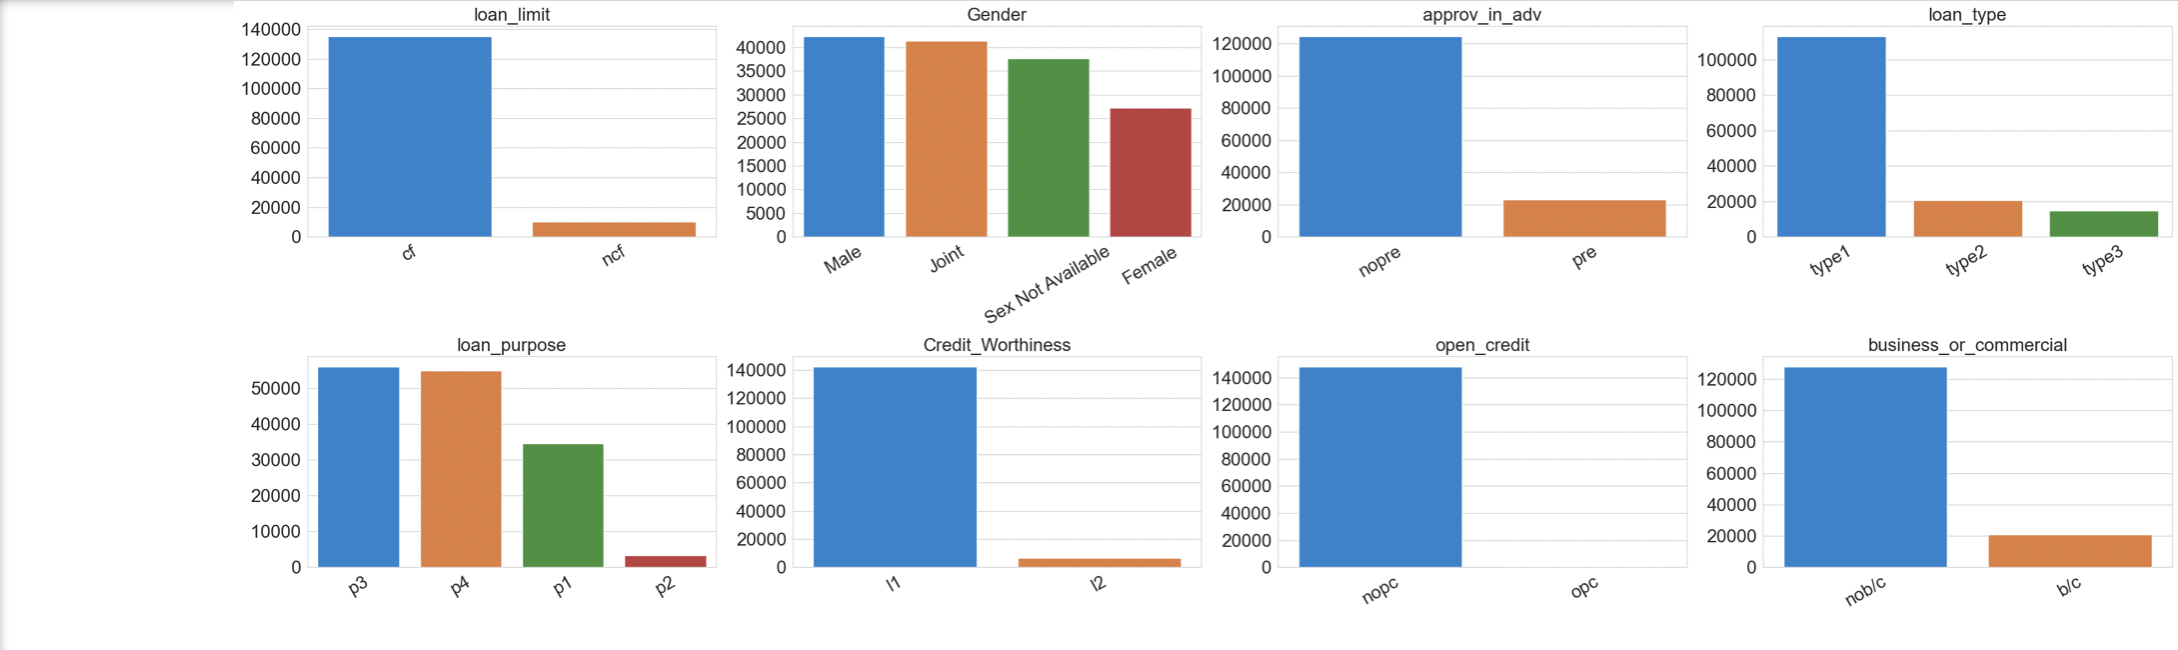 loan_limit
140000
120000
100000
80000
60000
40000
20000
0
cf
ncf
Gender
40000
35000
30000
25000
20000
15000
10000
5000
0
Male
Joint
Sex Not Available
Female
approv_in_adv
120000
100000
80000
60000
40000
20000
0
nopre
pre
loan_type
100000
80000
60000
40000
20000
0
type1
type2
type3
loan_purpose
50000
40000
30000
20000
10000
0
p3
p4
p1
p2
Credit_Worthiness
140000
120000
100000
80000
60000
40000
20000
0
l1
l2
open_credit
140000
120000
100000
80000
60000
40000
20000
0
nopc
opc
business_or_commercial
120000
100000
80000
60000
40000
20000
0
nob/c
b/c